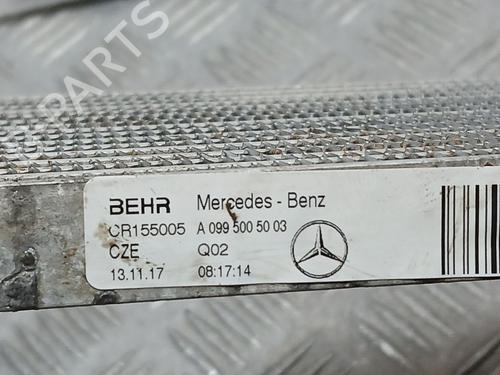 BEHR Mercedes - Benz
CR155005 A 099 500 50 03
CZE Q02
13.11.17 08:17:14
PARTS